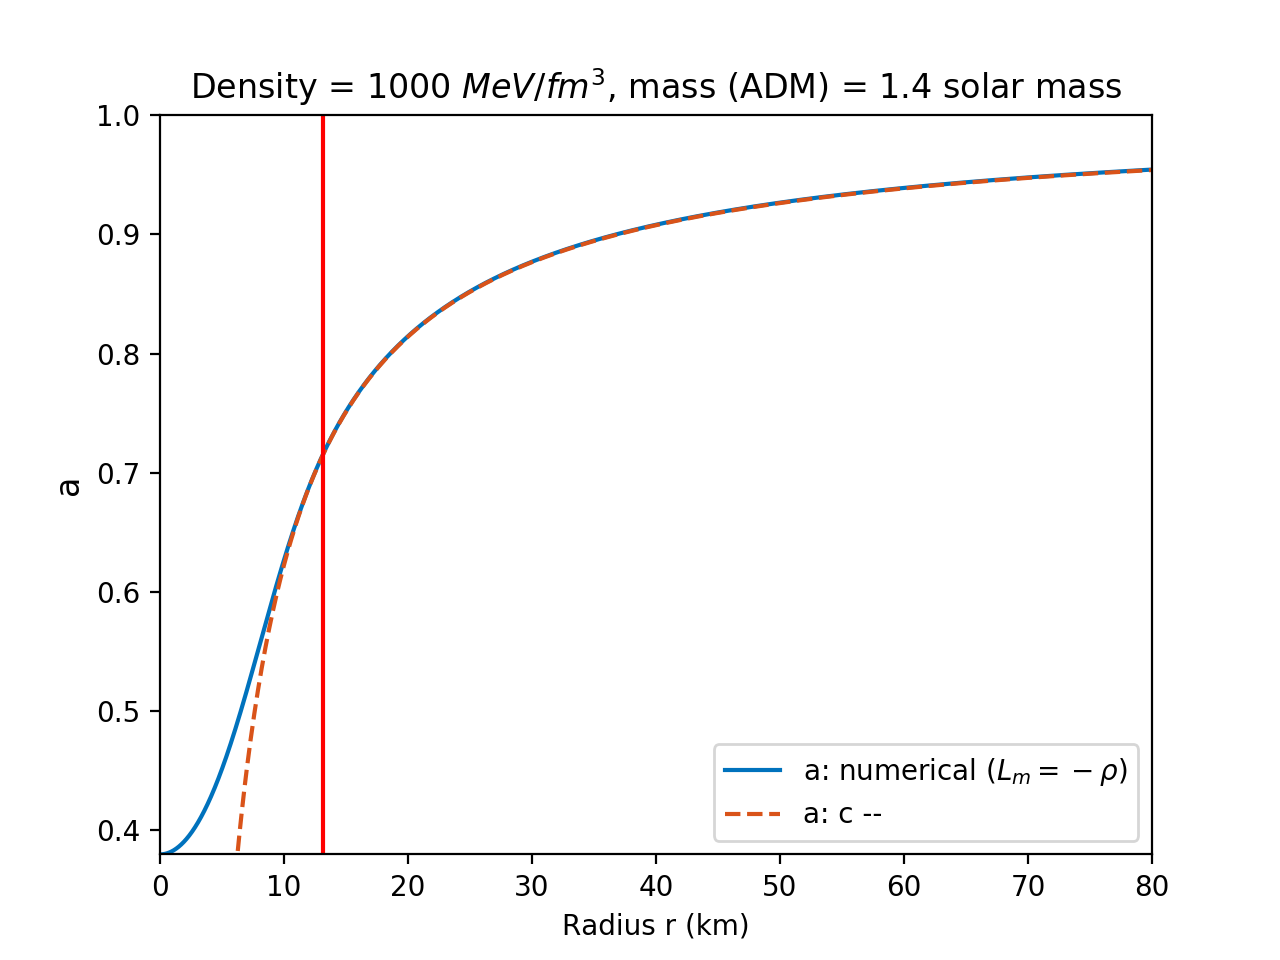 Density = 1000 MeV/fm³, mass (ADM) = 1.4 solar mass
1.0
0.9
0.8
0.7
0.6
0.5
0.4
a
a: numerical (Lₘ = − ρ)
a: c --
0 10 20 30 40 50 60 70 80
Radius r (km)